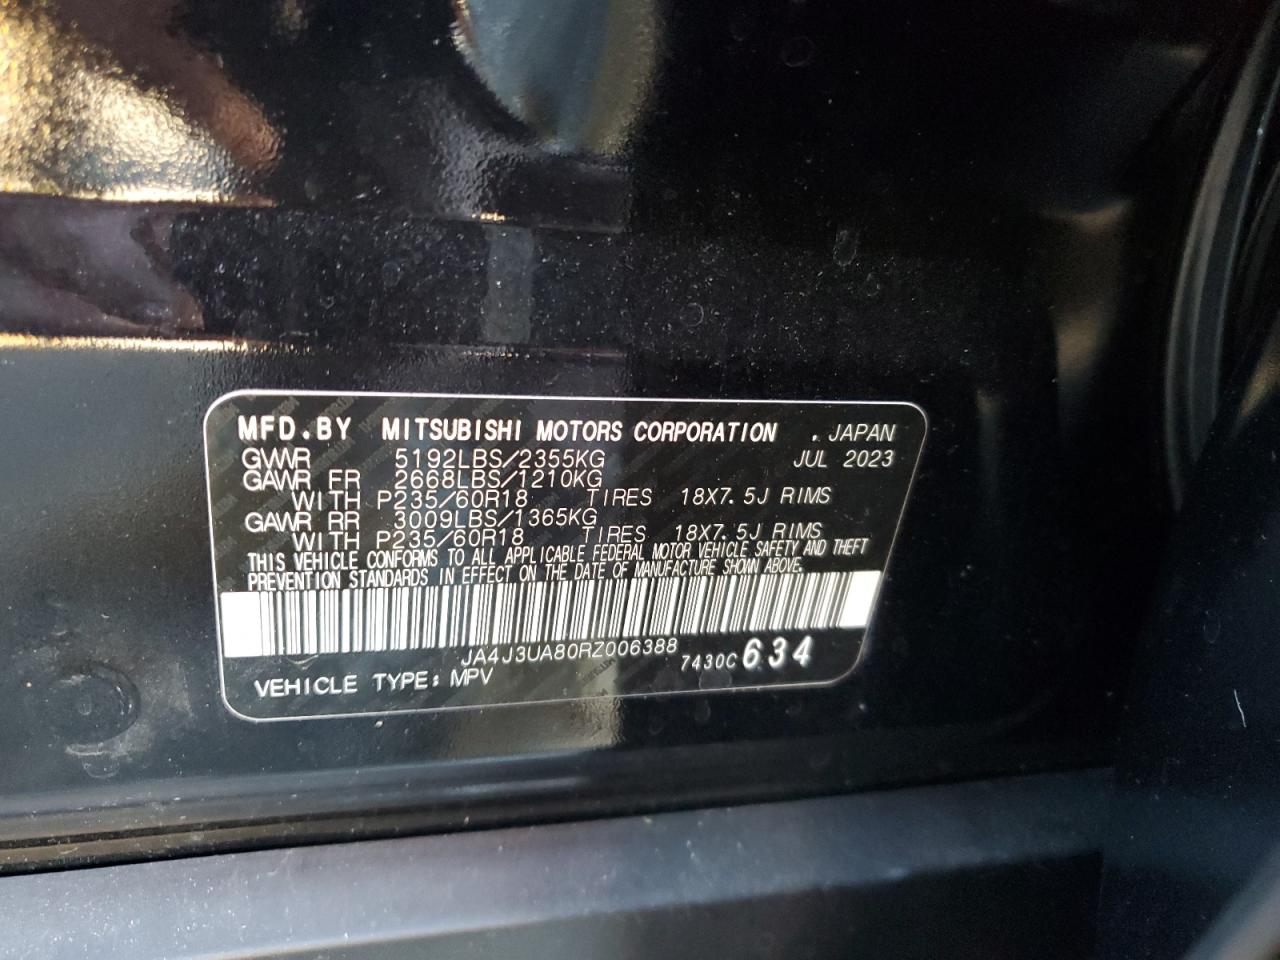 MFD.BY MITSUBISHI MOTORS CORPORATION . JAPAN
GVWR 5192LBS/2355KG JUL 2023
GAWR FR 2668LBS/1210KG
WITH P235/60R18 TIRES 18X7.5J RIMS
GAWR RR 3009LBS/1365KG
WITH P235/60R18 TIRES 18X7.5J RIMS
THIS VEHICLE CONFORMS TO ALL APPLICABLE FEDERAL MOTOR VEHICLE SAFETY AND THEFT
PREVENTION STANDARDS IN EFFECT ON THE DATE OF MANUFACTURE SHOWN ABOVE.
JA4J3UA80RZ006388 7430C634
VEHICLE TYPE: MPV